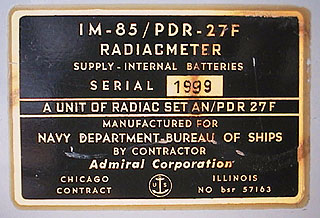 IM-85/PDR-27F
RADIACMETER
SUPPLY-INTERNAL BATTERIES
SERIAL 1999
A UNIT OF RADIAC SET AN/PDR 27F
MANUFACTURED FOR
NAVY DEPARTMENT-BUREAU OF SHIPS
BY CONTRACTOR
Admiral Corporation
CHICAGO U S ILLINOIS
CONTRACT NO bsr 57163